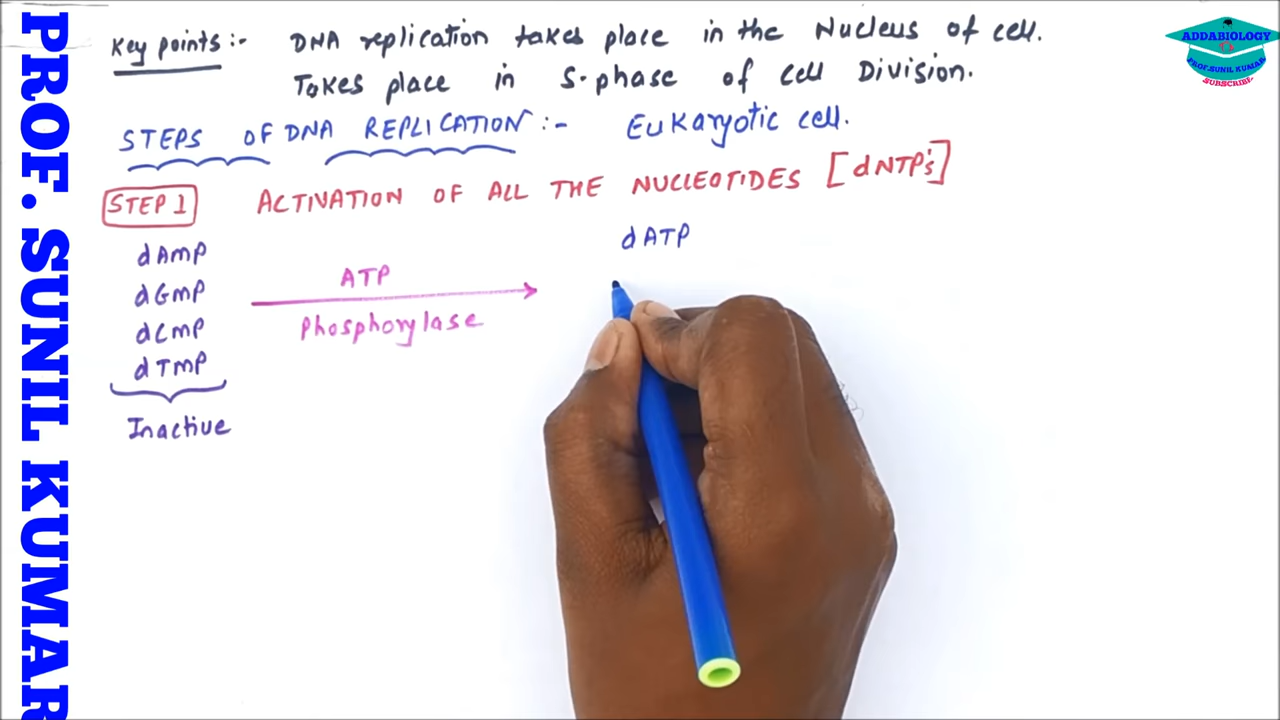 PROF. SUNIL KUMAR
Key points:- DNA replication takes place in the Nucleus of cell.
Takes place in S-phase of cell Division.
STEPS OF DNA REPLICATION :- Eukaryotic cell.
STEP 1 ACTIVATION OF ALL THE NUCLEOTIDES [dNTP's]
dAMP
dGMP
dCMP
dTMP
Inactive
ATP
Phosphorylase
dATP
ADDABIOLOGY
PROF.SUNIL KUMAR
SUBSCRIBE